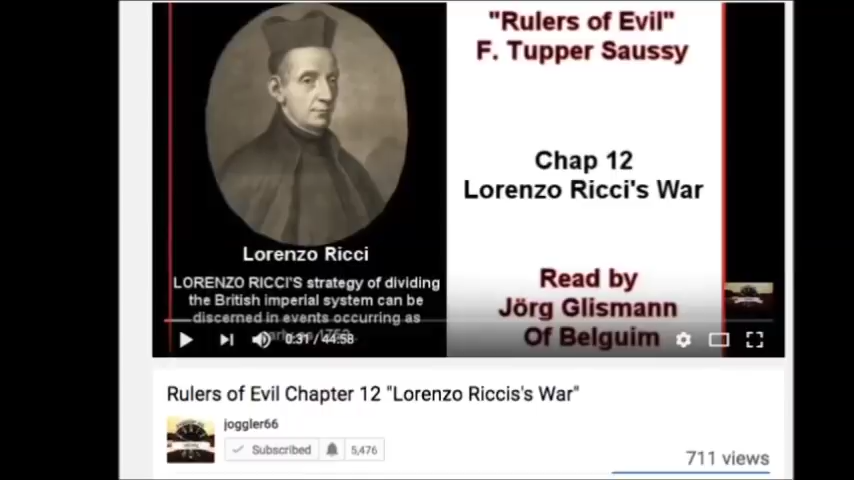 "Rulers of Evil"
F. Tupper Saussy
Chap 12
Lorenzo Ricci's War
Lorenzo Ricci
LORENZO RICCI'S strategy of dividing
the British imperial system can be
discerned in events occurring as
Read by
Jörg Glismann
Of Belguim
0:31 / 44:58
Rulers of Evil Chapter 12 "Lorenzo Riccis's War"
joggler66
Subscribed 5,476
711 views